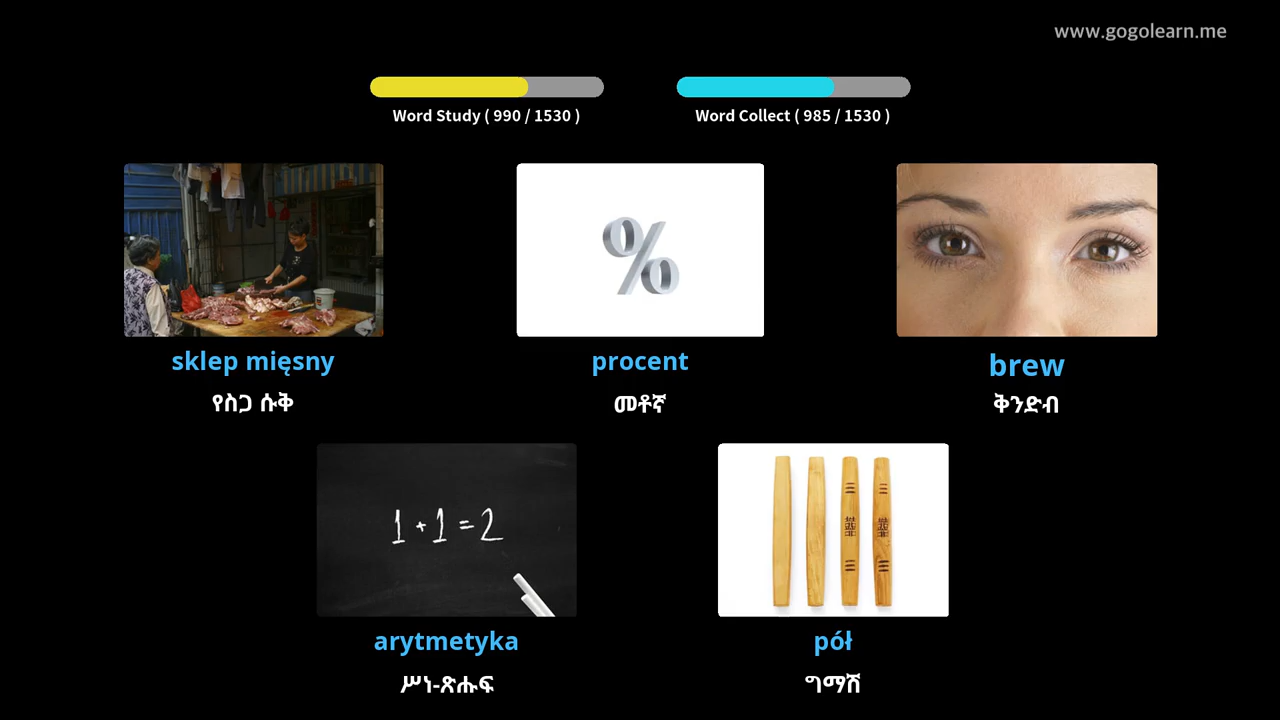 www.gogolearn.me
Word Study ( 990 / 1530 )
Word Collect ( 985 / 1530 )
%
sklep mięsny
የስጋ ሱቅ
procent
መቶኛ
brew
ቅንድብ
1 + 1 = 2
arytmetyka
ሥነ-ጽሑፍ
pół
ግማሽ